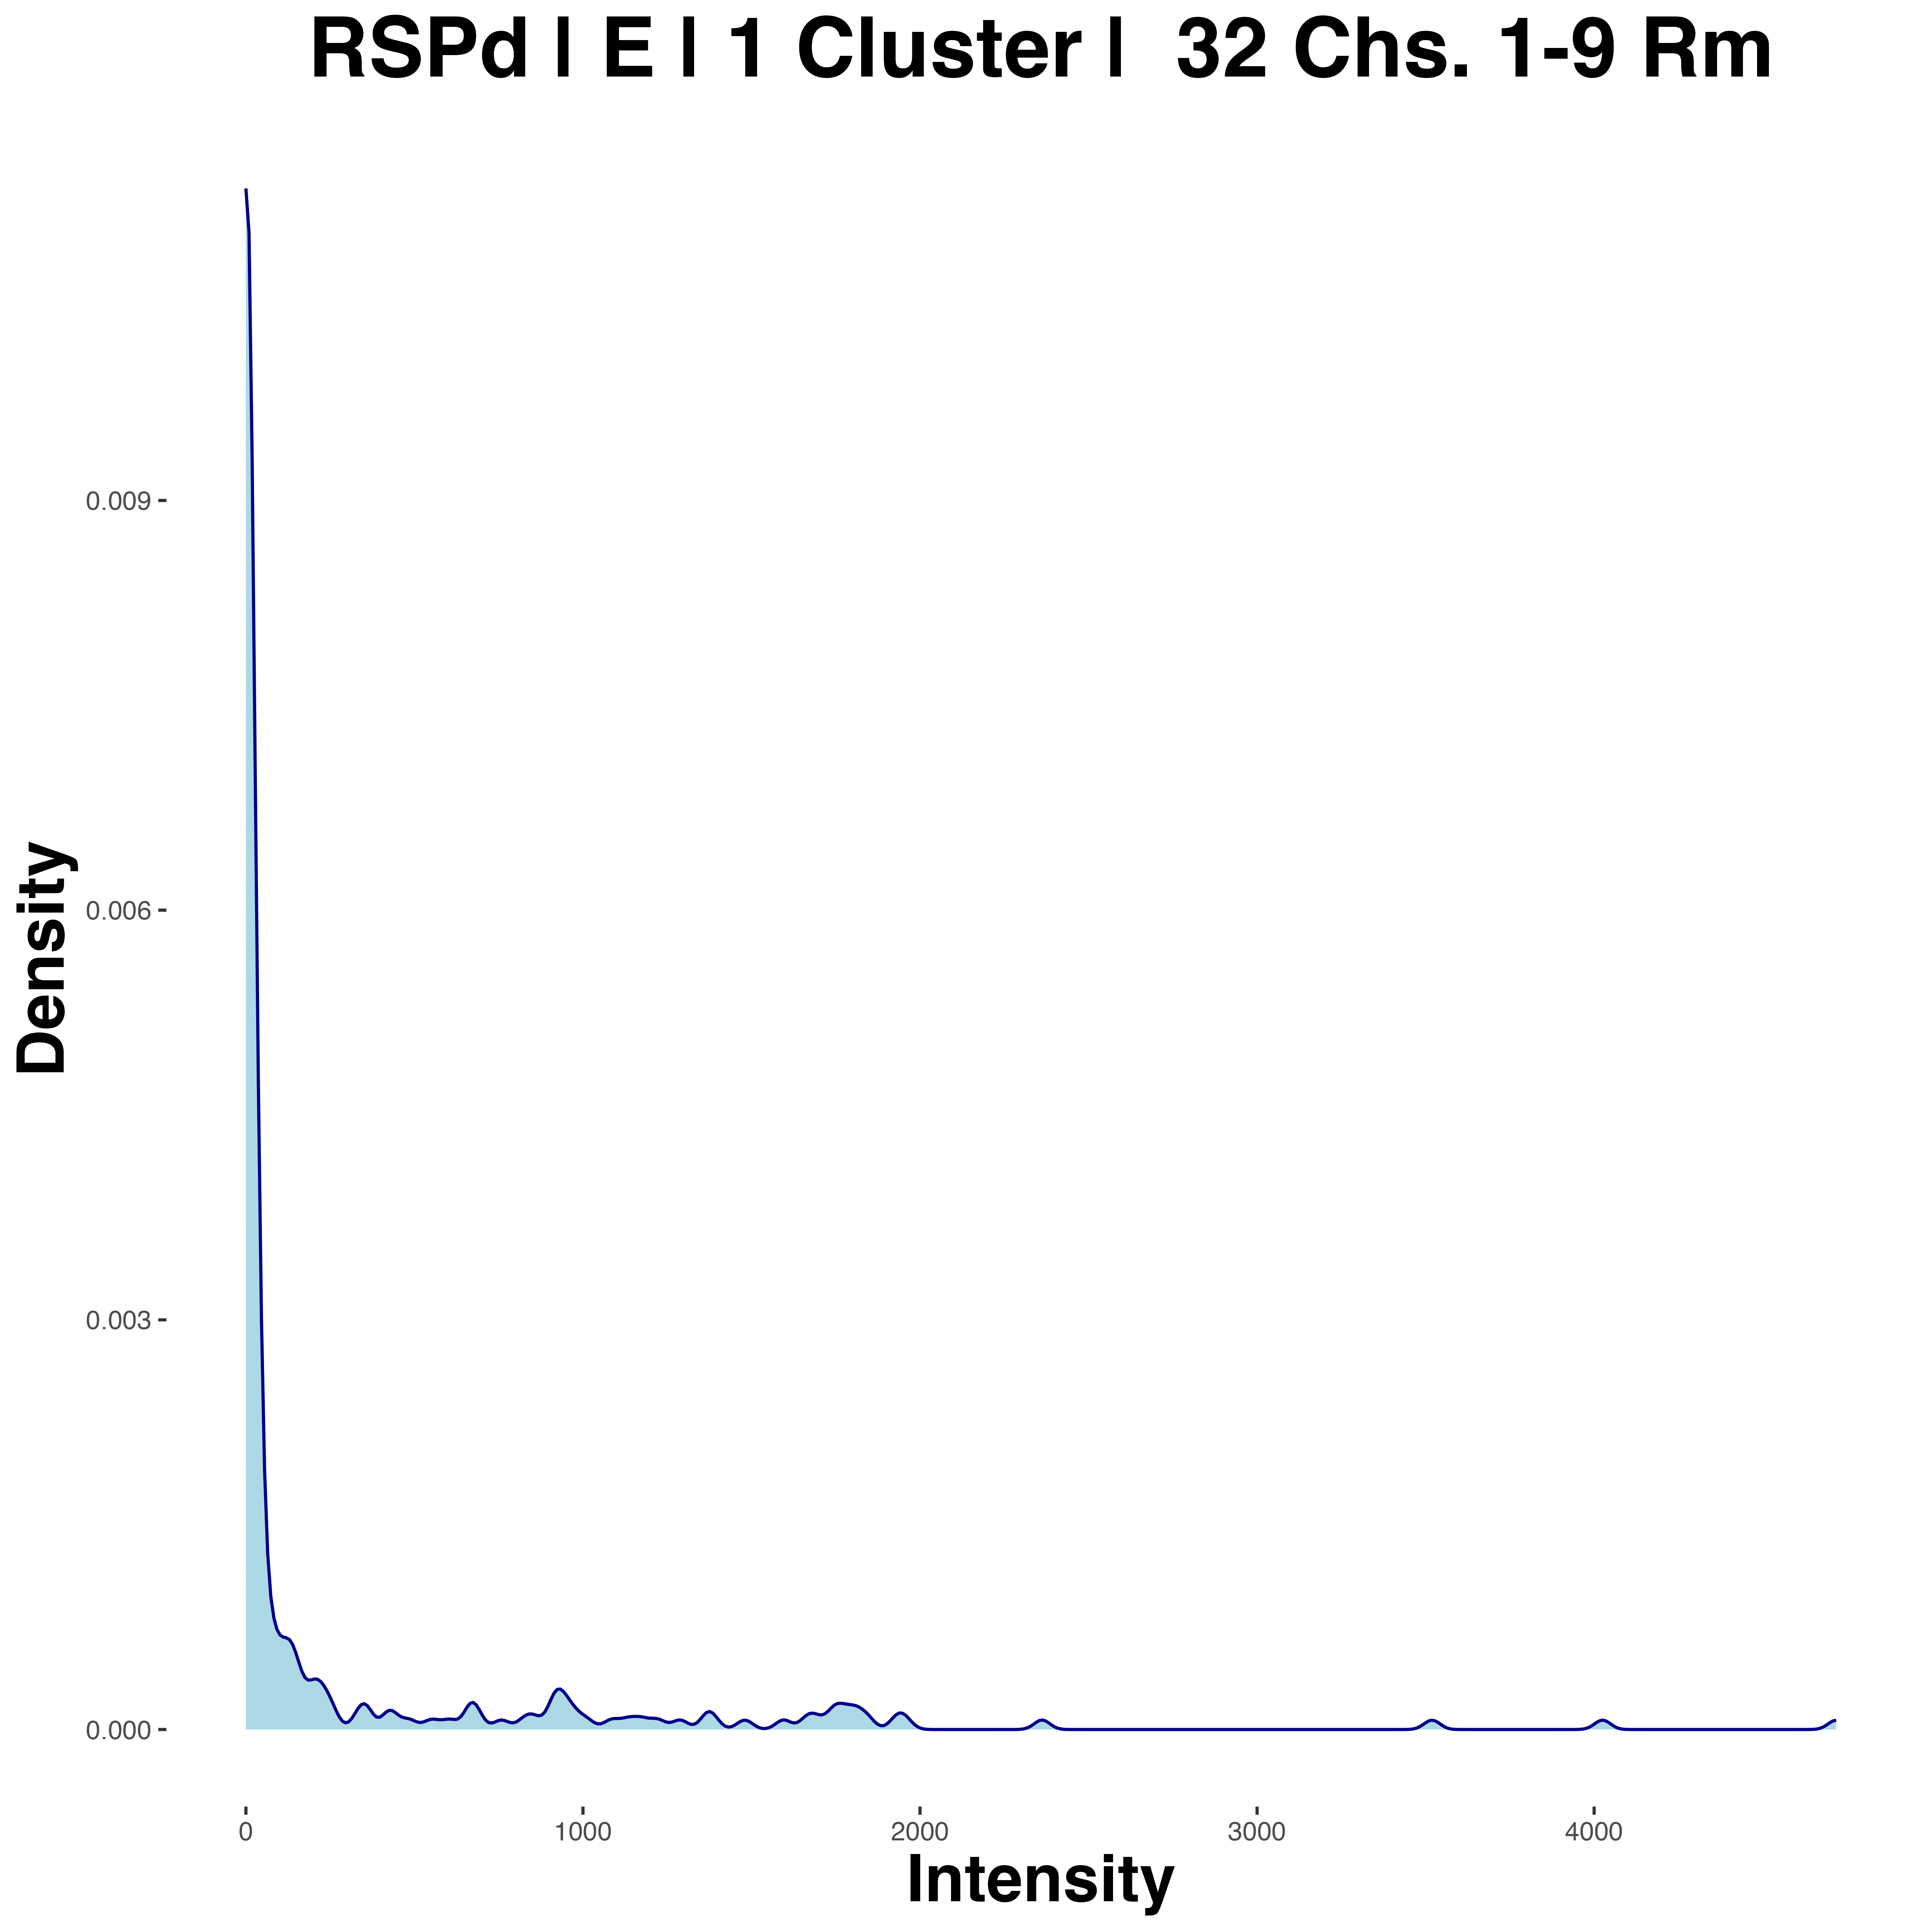 RSPd | E | 1 Cluster |  32 Chs. 1-9 Rm
Density
0.009
0.006
0.003
0.000
0 1000 2000 3000 4000
Intensity